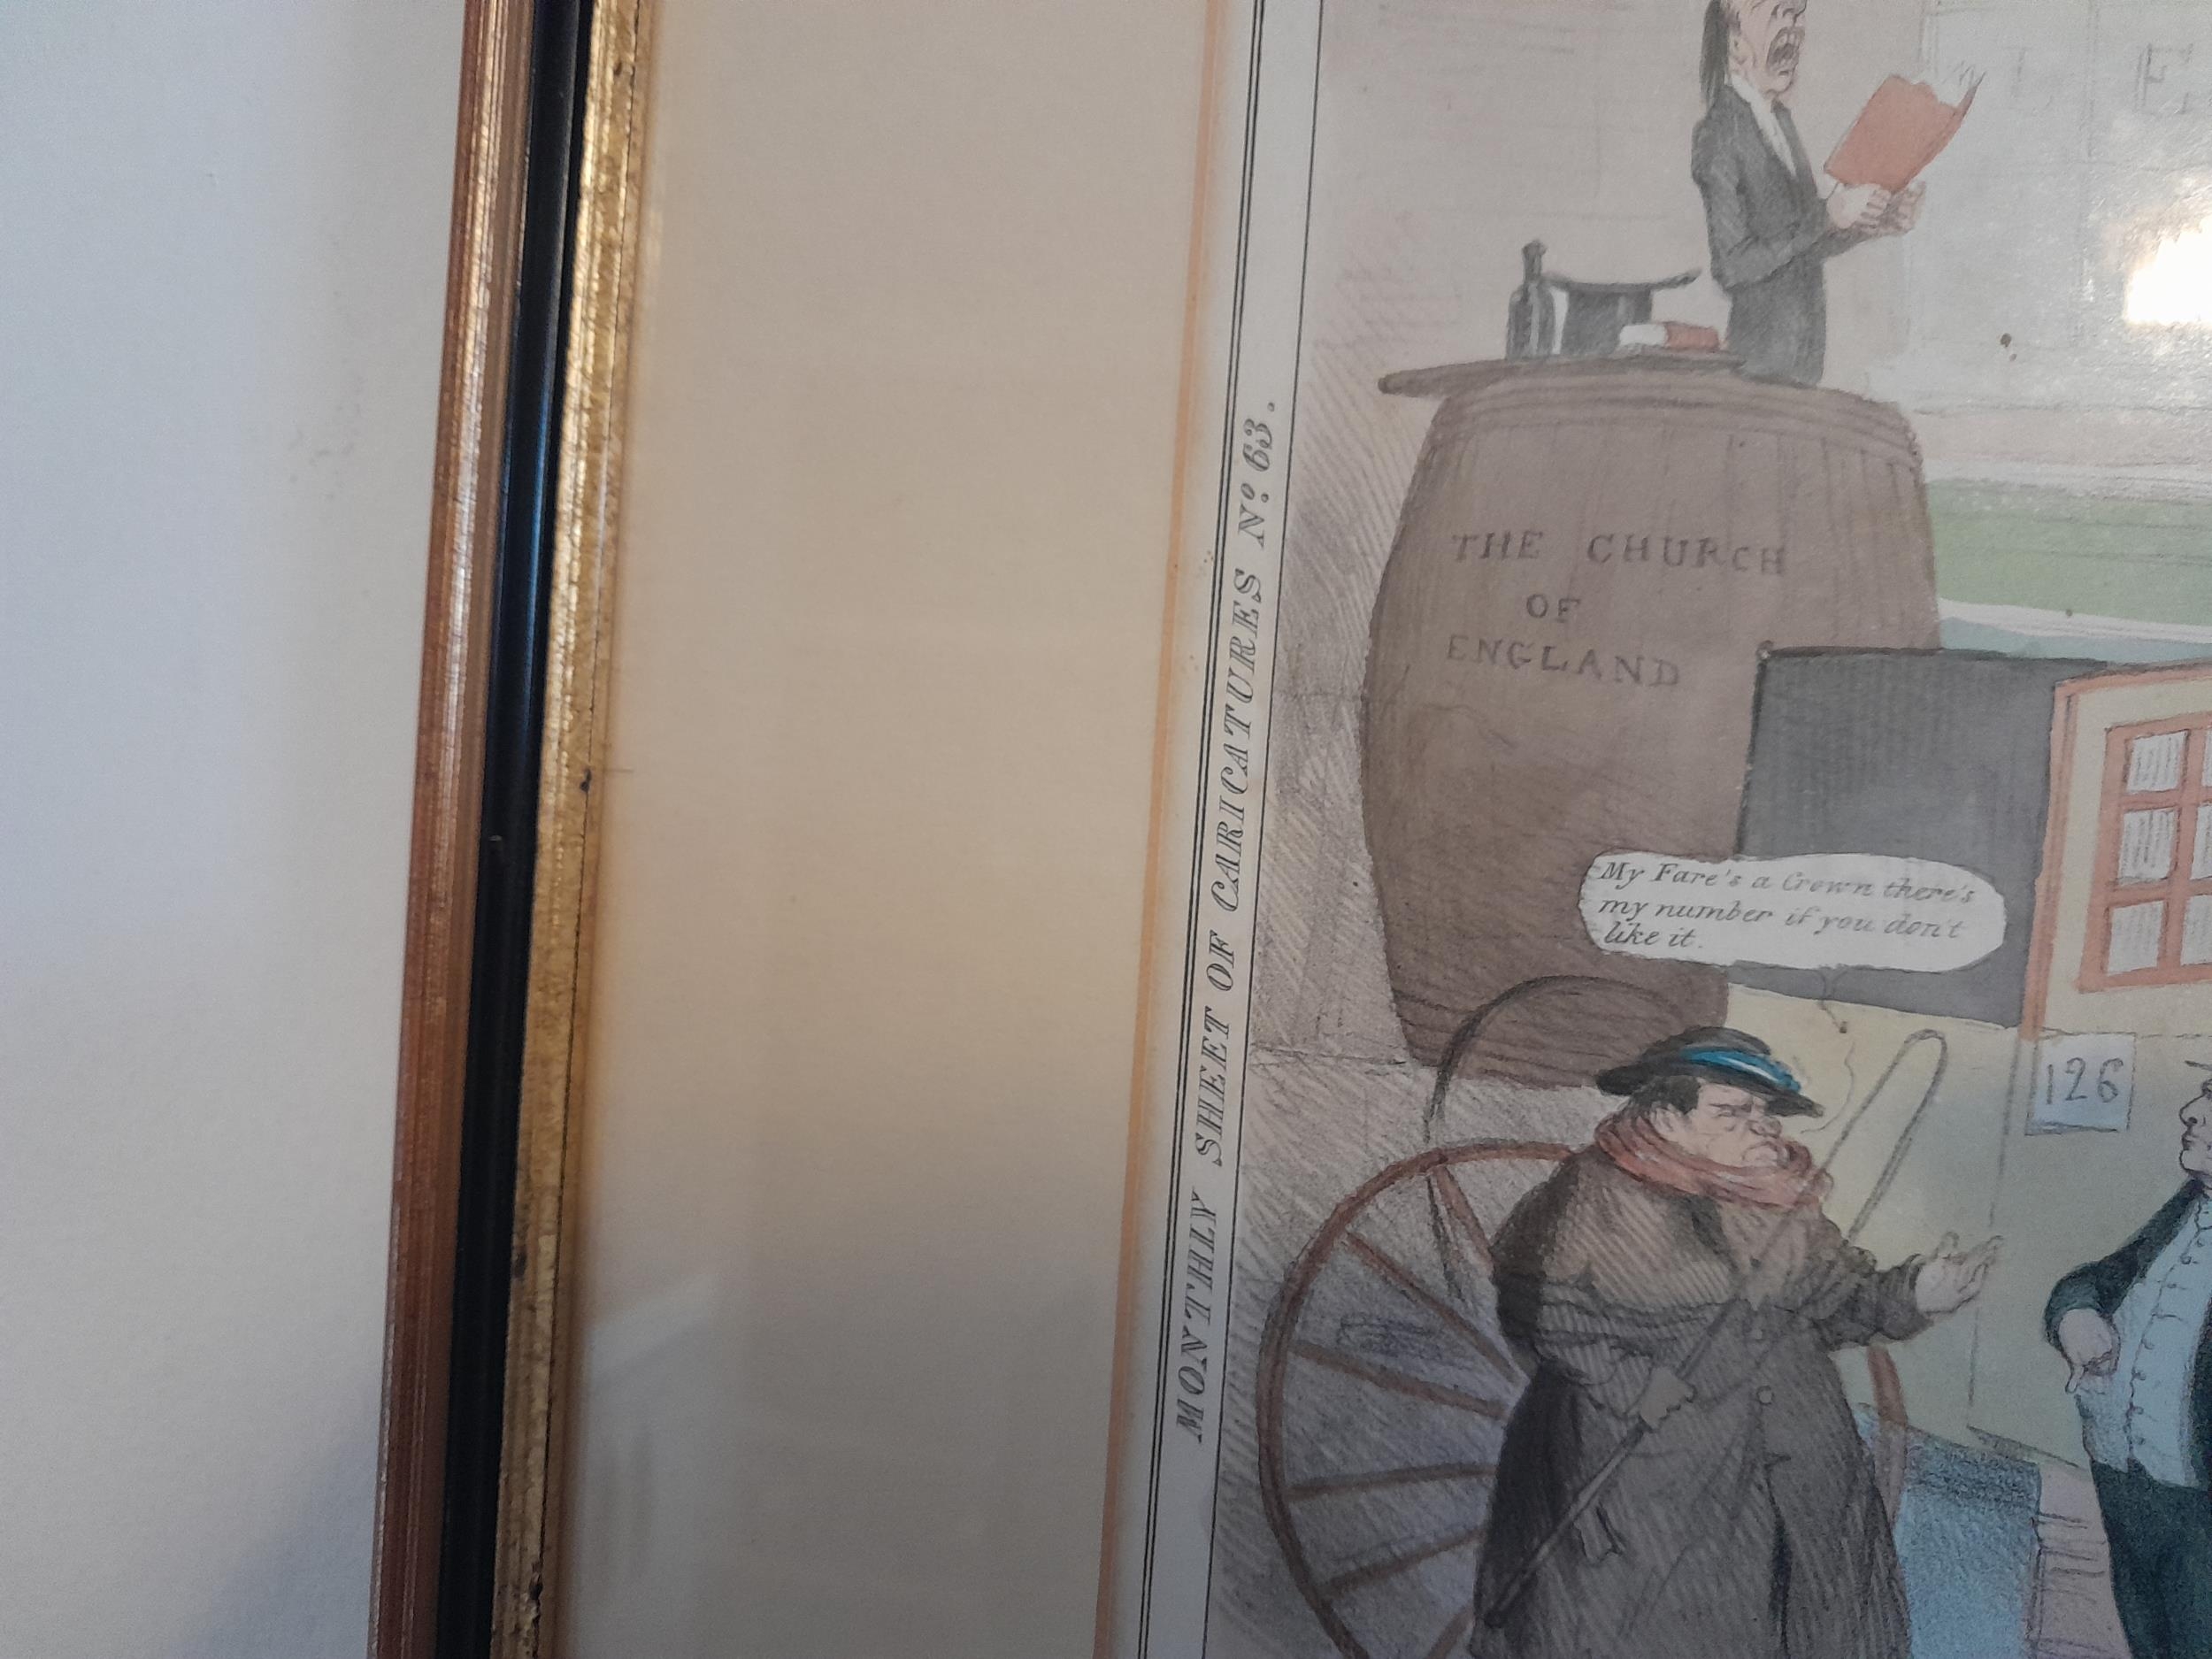 MONTHLY SHEET OF CARICATURES Nº 63.
THE CHURCH
OF
ENGLAND
My Fare's a Crown there's
my number if you don't
like it.
126